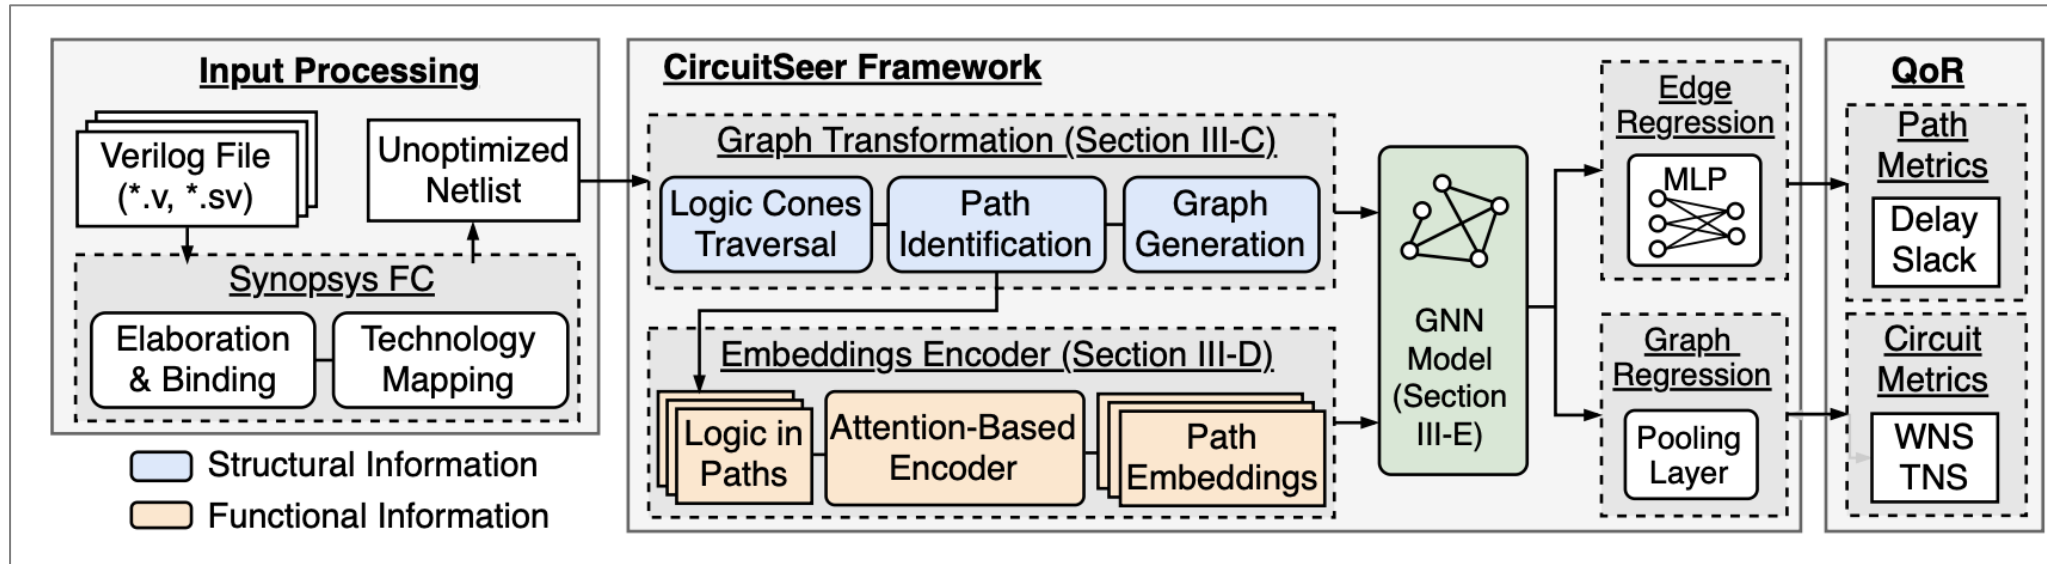 Input Processing
Verilog File
(*.v, *.sv)
Unoptimized
Netlist
Synopsys FC
Elaboration
& Binding
Technology
Mapping
Structural Information
Functional Information
CircuitSeer Framework
Graph Transformation (Section III-C)
Logic Cones
Traversal
Path
Identification
Graph
Generation
Embeddings Encoder (Section III-D)
Logic in
Paths
Attention-Based
Encoder
Path
Embeddings
GNN
Model
(Section
III-E)
Edge
Regression
MLP
Graph
Regression
Pooling
Layer
QoR
Path
Metrics
Delay
Slack
Circuit
Metrics
WNS
TNS